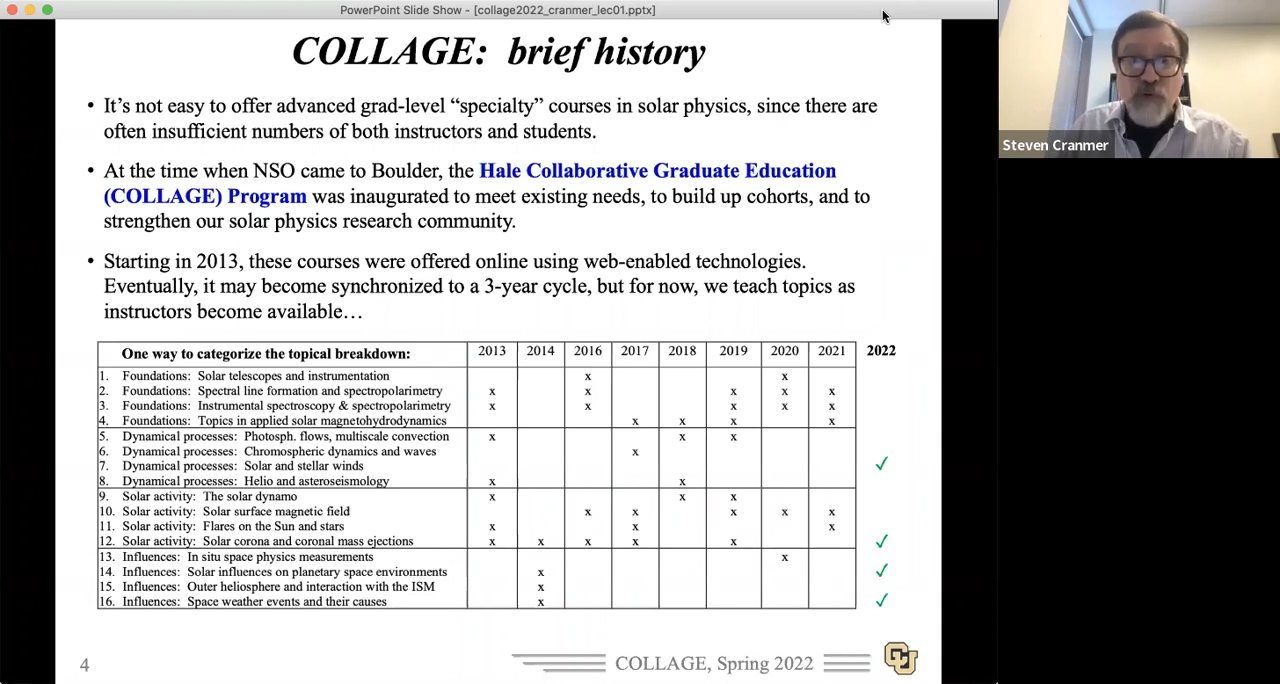 PowerPoint Slide Show - [collage2022_cranmer_lec01.pptx]
COLLAGE: brief history
• It's not easy to offer advanced grad-level “specialty” courses in solar physics, since there are
often insufficient numbers of both instructors and students.
• At the time when NSO came to Boulder, the Hale Collaborative Graduate Education
(COLLAGE) Program was inaugurated to meet existing needs, to build up cohorts, and to
strengthen our solar physics research community.
• Starting in 2013, these courses were offered online using web-enabled technologies.
Eventually, it may become synchronized to a 3-year cycle, but for now, we teach topics as
instructors become available…
One way to categorize the topical breakdown: 2013 2014 2016 2017 2018 2019 2020 2021 2022
1. Foundations: Solar telescopes and instrumentation x x
2. Foundations: Spectral line formation and spectropolarimetry x x x x x
3. Foundations: Instrumental spectroscopy & spectropolarimetry x x x x x
4. Foundations: Topics in applied solar magnetohydrodynamics x x x x
5. Dynamical processes: Photosph. flows, multiscale convection x x x
6. Dynamical processes: Chromospheric dynamics and waves x
7. Dynamical processes: Solar and stellar winds ✓
8. Dynamical processes: Helio and asteroseismology x x
9. Solar activity: The solar dynamo x x x
10. Solar activity: Solar surface magnetic field x x x x x
11. Solar activity: Flares on the Sun and stars x x x
12. Solar activity: Solar corona and coronal mass ejections x x x x x ✓
13. Influences: In situ space physics measurements x
14. Influences: Solar influences on planetary space environments x ✓
15. Influences: Outer heliosphere and interaction with the ISM x
16. Influences: Space weather events and their causes x ✓
4
COLLAGE, Spring 2022
CU
Steven Cranmer